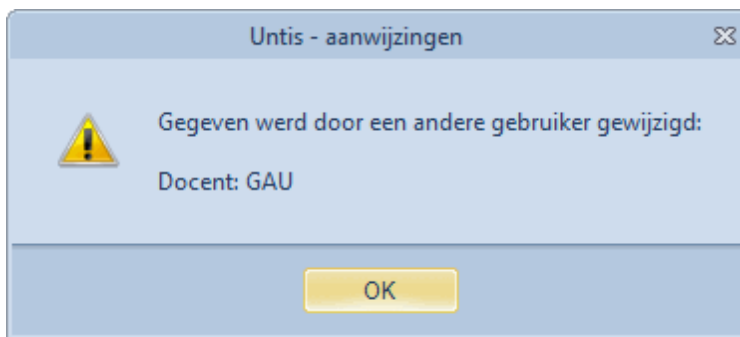 Untis - aanwijzingen
Gegeven werd door een andere gebruiker gewijzigd:
Docent: GAU
OK